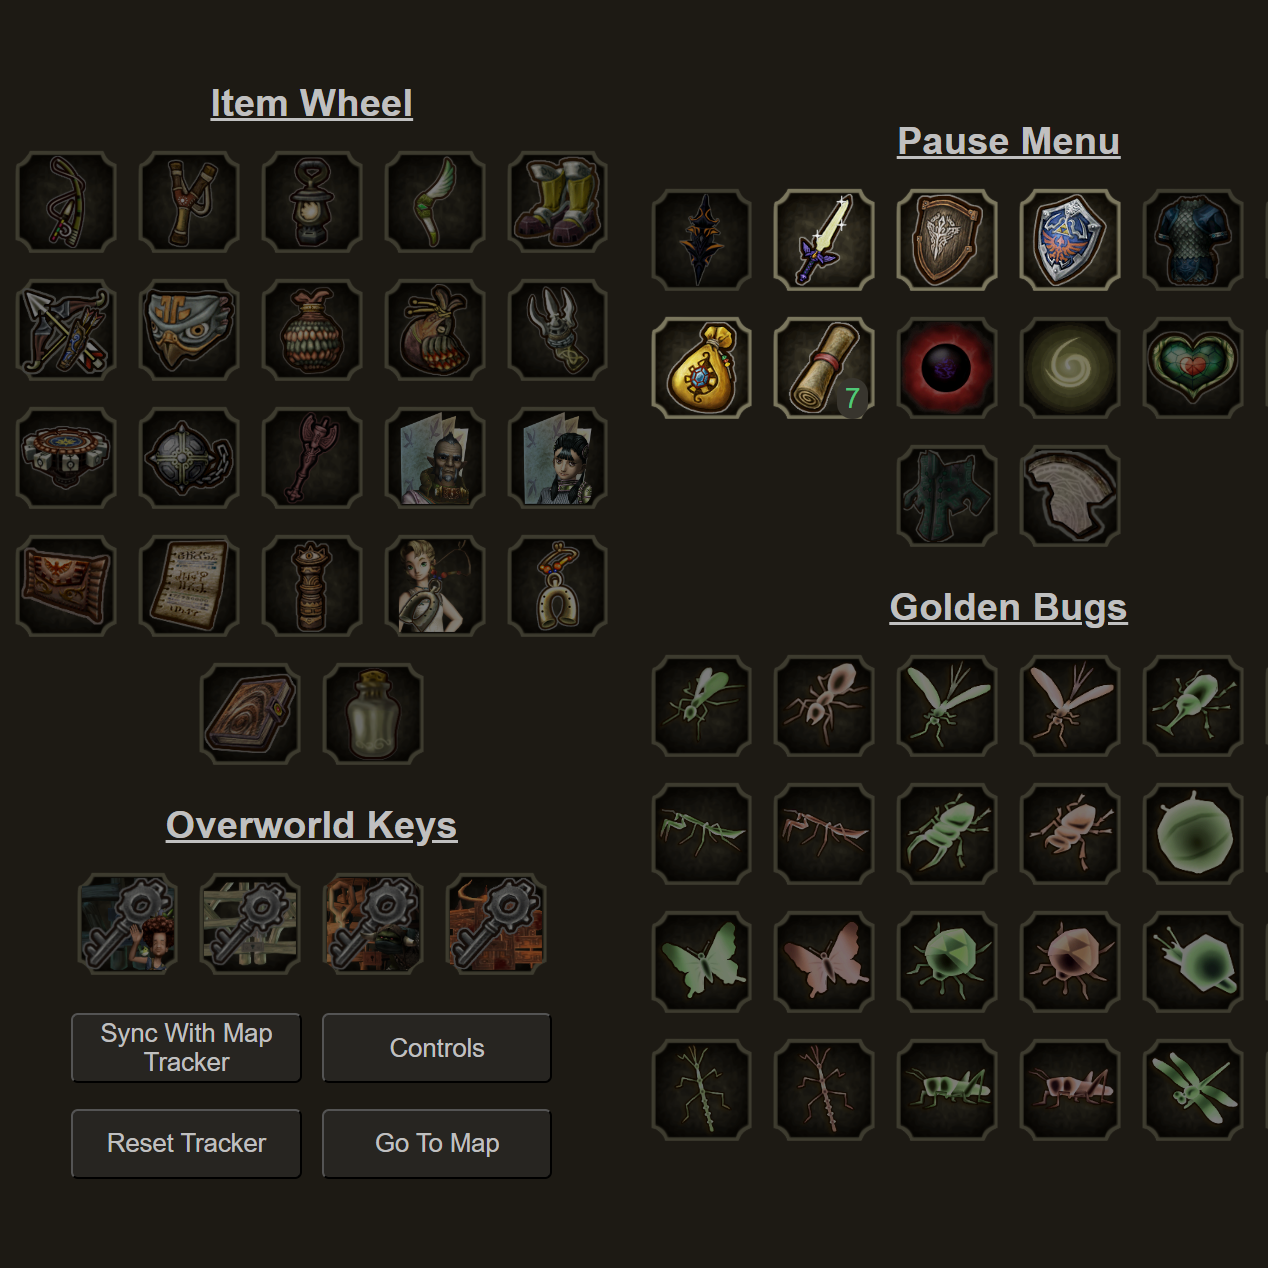 Item Wheel
Pause Menu
7
Golden Bugs
Overworld Keys
Sync With Map
Tracker
Controls
Reset Tracker
Go To Map